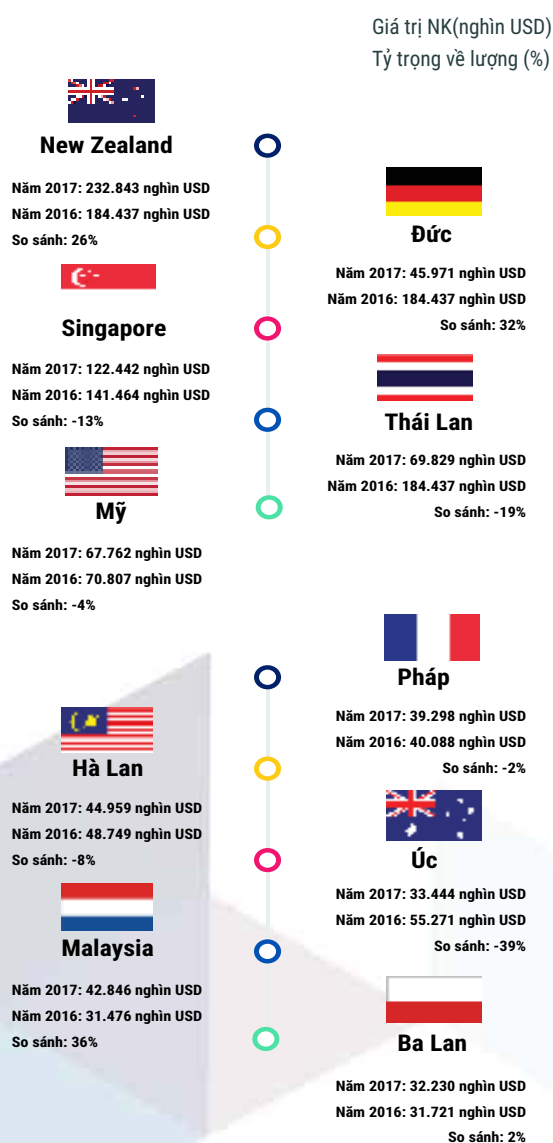 Giá trị NK(nghìn USD)
Tỷ trọng về lượng (%)
New Zealand
Năm 2017: 232.843 nghìn USD
Năm 2016: 184.437 nghìn USD
So sánh: 26%
Đức
Năm 2017: 45.971 nghìn USD
Năm 2016: 184.437 nghìn USD
So sánh: 32%
Singapore
Năm 2017: 122.442 nghìn USD
Năm 2016: 141.464 nghìn USD
So sánh: -13%
Thái Lan
Năm 2017: 69.829 nghìn USD
Năm 2016: 184.437 nghìn USD
So sánh: -19%
Mỹ
Năm 2017: 67.762 nghìn USD
Năm 2016: 70.807 nghìn USD
So sánh: -4%
Pháp
Năm 2017: 39.298 nghìn USD
Năm 2016: 40.088 nghìn USD
So sánh: -2%
Hà Lan
Năm 2017: 44.959 nghìn USD
Năm 2016: 48.749 nghìn USD
So sánh: -8%
Úc
Năm 2017: 33.444 nghìn USD
Năm 2016: 55.271 nghìn USD
So sánh: -39%
Malaysia
Năm 2017: 42.846 nghìn USD
Năm 2016: 31.476 nghìn USD
So sánh: 36%
Ba Lan
Năm 2017: 32.230 nghìn USD
Năm 2016: 31.721 nghìn USD
So sánh: 2%